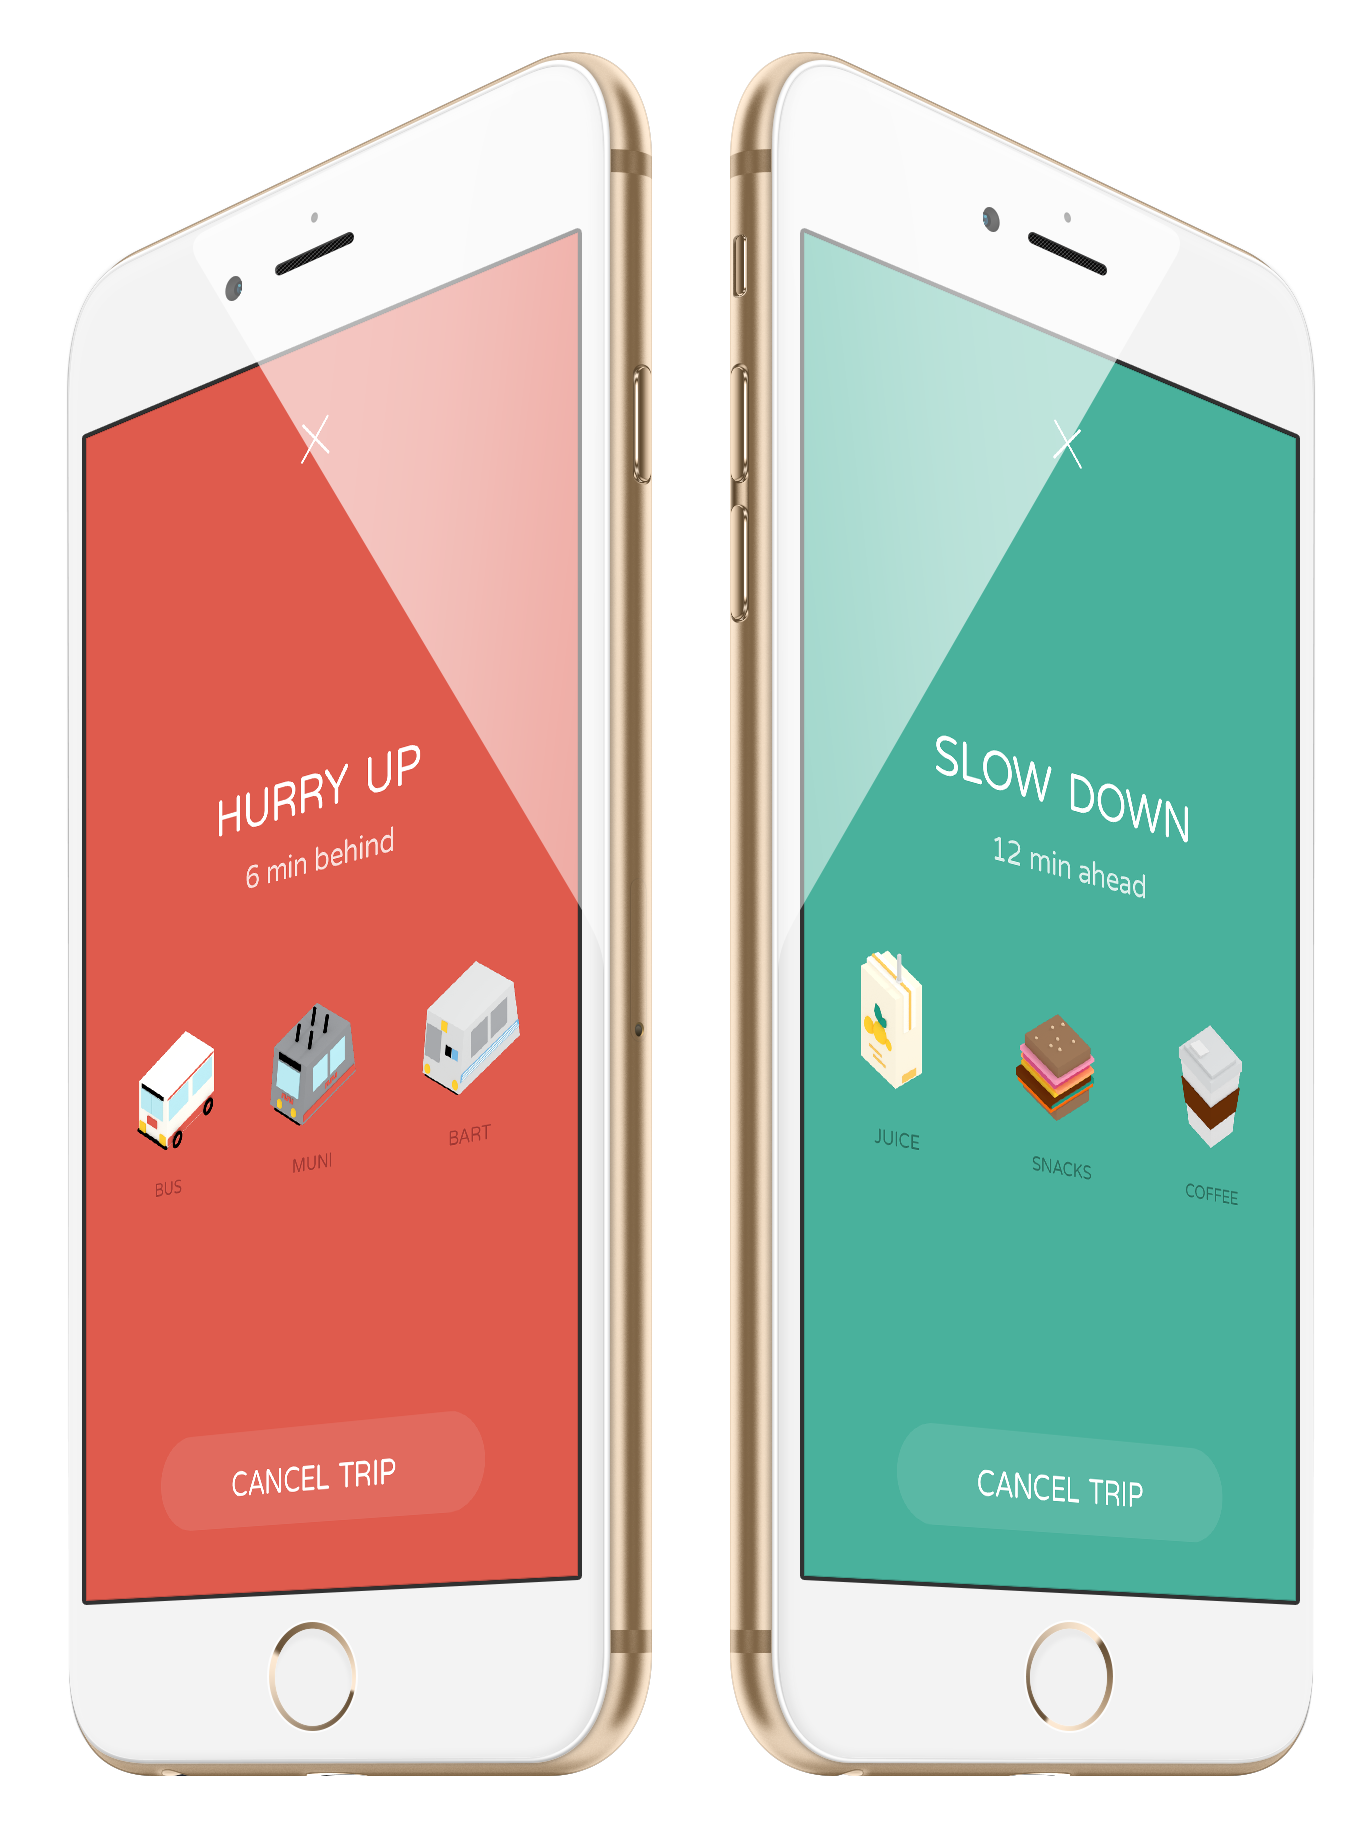 HURRY UP
6 min behind
BUS
MUNI
BART
CANCEL TRIP
SLOW DOWN
12 min ahead
JUICE
SNACKS
COFFEE
CANCEL TRIP